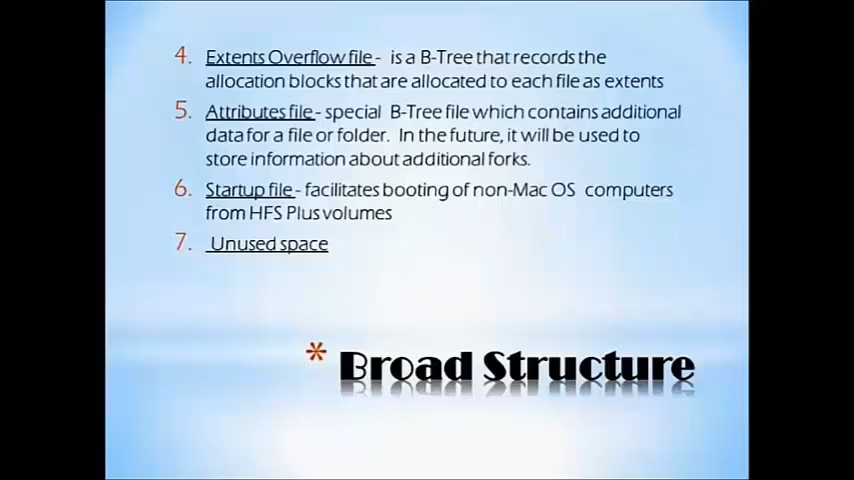 4. Extents Overflow file - is a B-Tree that records the
allocation blocks that are allocated to each file as extents
5. Attributes file - special B-Tree file which contains additional
data for a file or folder. In the future, it will be used to
store information about additional forks.
6. Startup file - facilitates booting of non-Mac OS computers
from HFS Plus volumes
7. Unused space
* Broad Structure